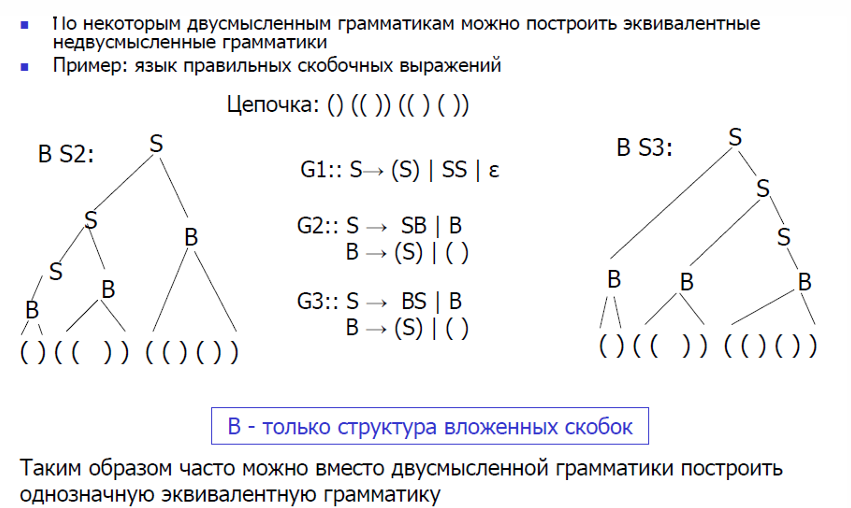 По некоторым двусмысленным грамматикам можно построить эквивалентные
недвусмысленные грамматики
Пример: язык правильных скобочных выражений
Цепочка: () (( )) (( ) ( ))
В S2:
S
S
B
S
B
B
( ) ( ( ) ) ( ( ) ( ) )
G1:: S→ (S) | SS | ε
G2:: S → SB | B
B → (S) | ( )
G3:: S → BS | B
B → (S) | ( )
В S3:
S
S
S
B
B
B
( ) ( ( ) ) ( ( ) ( ) )
B - только структура вложенных скобок
Таким образом часто можно вместо двусмысленной грамматики построить
однозначную эквивалентную грамматику